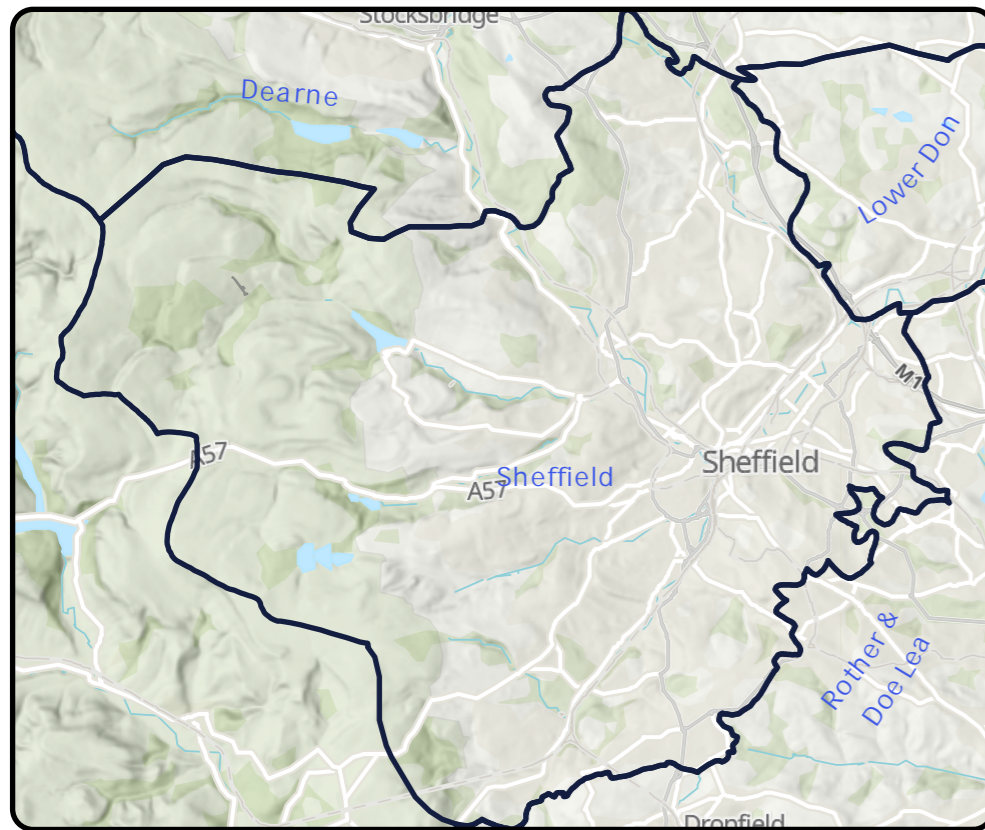 Stocksbridge
Dearne
Lower Don
M1
A57
Sheffield
Sheffield
A57
Rother &
Doe Lea
Dronfield